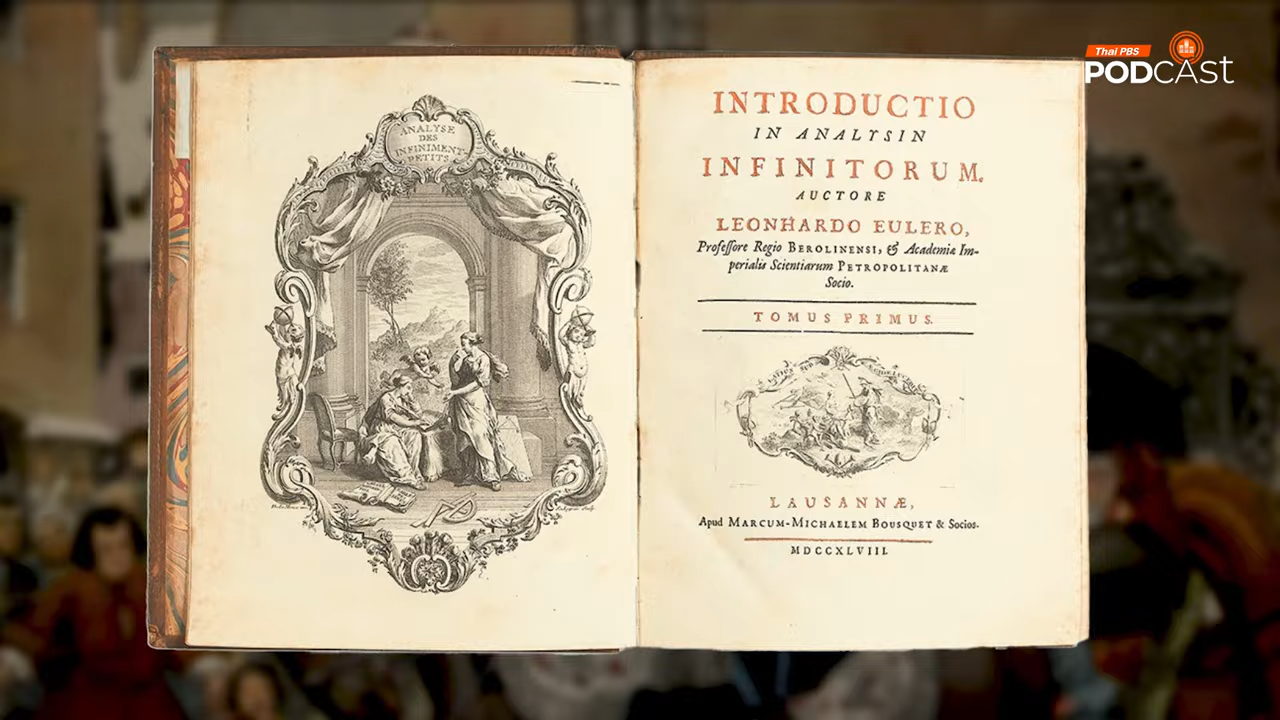 ANALYSE
DES
INFINIMENT
PETITS
INTRODUCTIO
IN ANALYSIN
INFINITORUM.
AUCTORE
LEONHARDO EULERO,
Professore Regio BEROLINENSI, & Academiæ Im-
perialis Scientiarum PETROPOLITANÆ
Socio.
TOMUS PRIMUS.
LAUSANNÆ,
Apud MARCUM-MICHAELEM BOUSQUET & Socios.
MDCCXLVIII.
Thai PBS
PODCAST